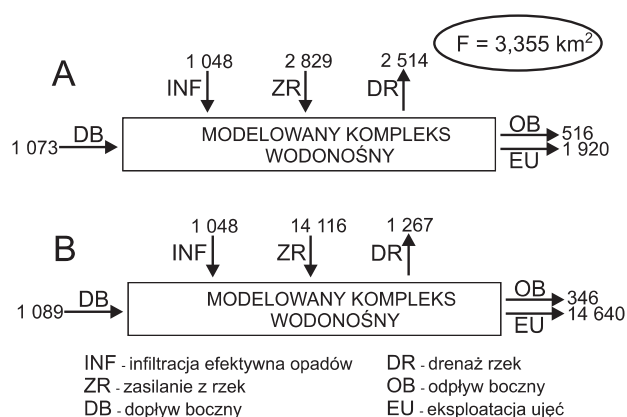 F = 3,355 km²
A
1 048
2 829
2 514
INF
ZR
DR
1 073
DB
MODELOWANY KOMPLEKS
WODONOŚNY
OB
516
EU
1 920
B
1 048
14 116
1 267
INF
ZR
DR
1 089
DB
MODELOWANY KOMPLEKS
WODONOŚNY
OB
346
EU
14 640
INF - infiltracja efektywna opadów
ZR - zasilanie z rzek
DB - dopływ boczny
DR - drenaż rzek
OB - odpływ boczny
EU - eksploatacja ujęć